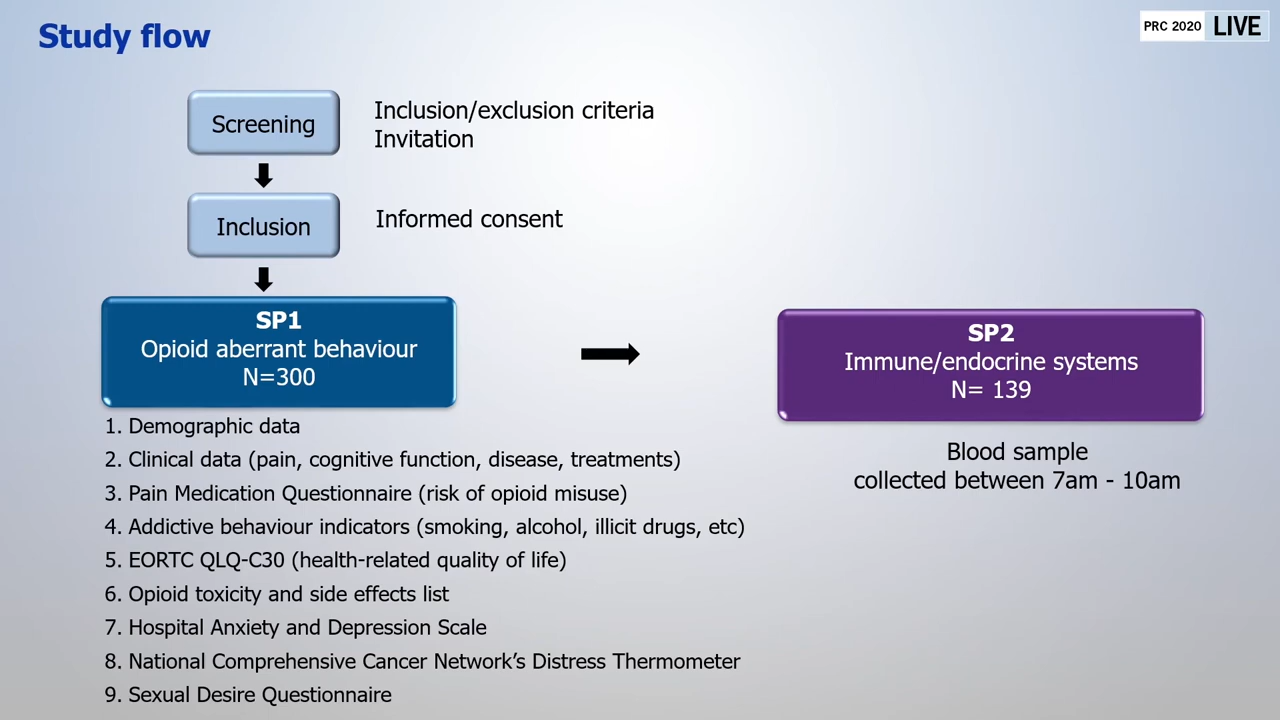 Study flow
PRC 2020 LIVE
Screening
Inclusion/exclusion criteria
Invitation
Inclusion
Informed consent
SP1
Opioid aberrant behaviour
N=300
SP2
Immune/endocrine systems
N= 139
1. Demographic data
2. Clinical data (pain, cognitive function, disease, treatments)
3. Pain Medication Questionnaire (risk of opioid misuse)
4. Addictive behaviour indicators (smoking, alcohol, illicit drugs, etc)
5. EORTC QLQ-C30 (health-related quality of life)
6. Opioid toxicity and side effects list
7. Hospital Anxiety and Depression Scale
8. National Comprehensive Cancer Network’s Distress Thermometer
9. Sexual Desire Questionnaire
Blood sample
collected between 7am - 10am